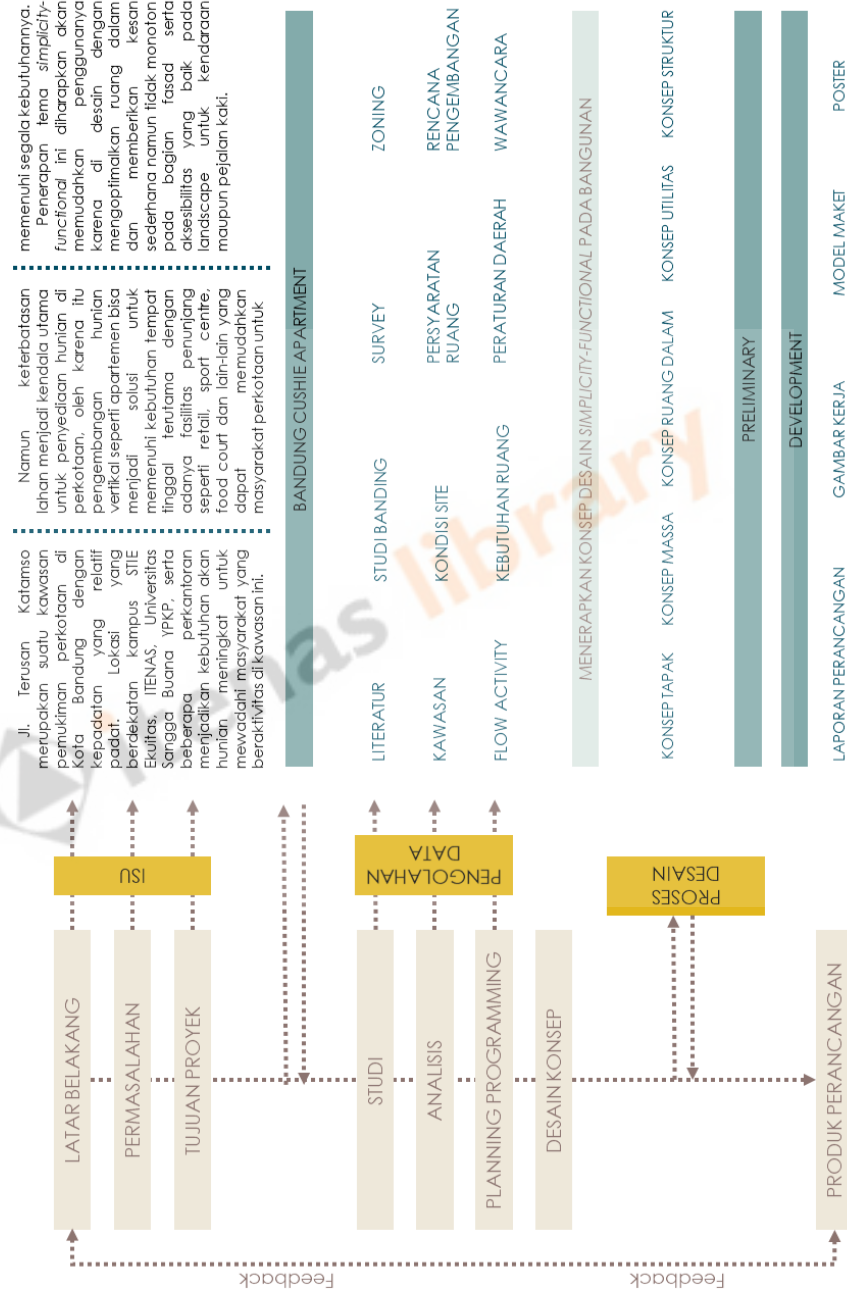 LATAR BELAKANG
PERMASALAHAN
TUJUAN PROYEK
ISU
Jl. Terusan Katamso
merupakan suatu kawasan
pemukiman perkotaan di
Kota Bandung dengan
kepadatan yang relatif
padat. Lokasi yang
berdekatan kampus STIE
Ekuitas, ITENAS, Universitas
Sangga Buana YPKP, serta
beberapa perkantoran
menjadikan kebutuhan akan
hunian meningkat untuk
mewadahi masyarakat yang
beraktivitas di kawasan ini.
Namun keterbatasan
lahan menjadi kendala utama
untuk penyediaan hunian di
perkotaan, oleh karena itu
pengembangan hunian
vertikal seperti apartemen bisa
menjadi solusi untuk
memenuhi kebutuhan tempat
tinggal terutama dengan
adanya fasilitas penunjang
seperti retail, sport centre,
food court dan lain-lain yang
dapat memudahkan
masyarakat perkotaan untuk
memenuhi segala kebutuhannya.
Penerapan tema simplicity-
functional ini diharapkan akan
memudahkan penggunanya
karena di desain dengan
mengoptimalkan ruang dalam
dan memberikan kesan
sederhana namun tidak monoton
pada bagian fasad serta
aksesibilitas yang baik pada
landscape untuk kendaraan
maupun pejalan kaki.
BANDUNG CUSHIE APARTMENT
STUDI
ANALISIS
PLANNING PROGRAMMING
DESAIN KONSEP
PENGOLAHAN
DATA
LITERATUR STUDI BANDING SURVEY ZONING
KAWASAN KONDISI SITE PERSYARATAN
RUANG RENCANA
PENGEMBANGAN
FLOW ACTIVITY KEBUTUHAN RUANG PERATURAN DAERAH WAWANCARA
MENERAPKAN KONSEP DESAIN SIMPLICITY-FUNCTIONAL PADA BANGUNAN
PROSES
DESAIN
KONSEP TAPAK KONSEP MASSA KONSEP RUANG DALAM KONSEP UTILITAS KONSEP STRUKTUR
PRELIMINARY
DEVELOPMENT
PRODUK PERANCANGAN
LAPORAN PERANCANGAN GAMBAR KERJA MODEL MAKET POSTER
Feedback
Feedback
itenas library